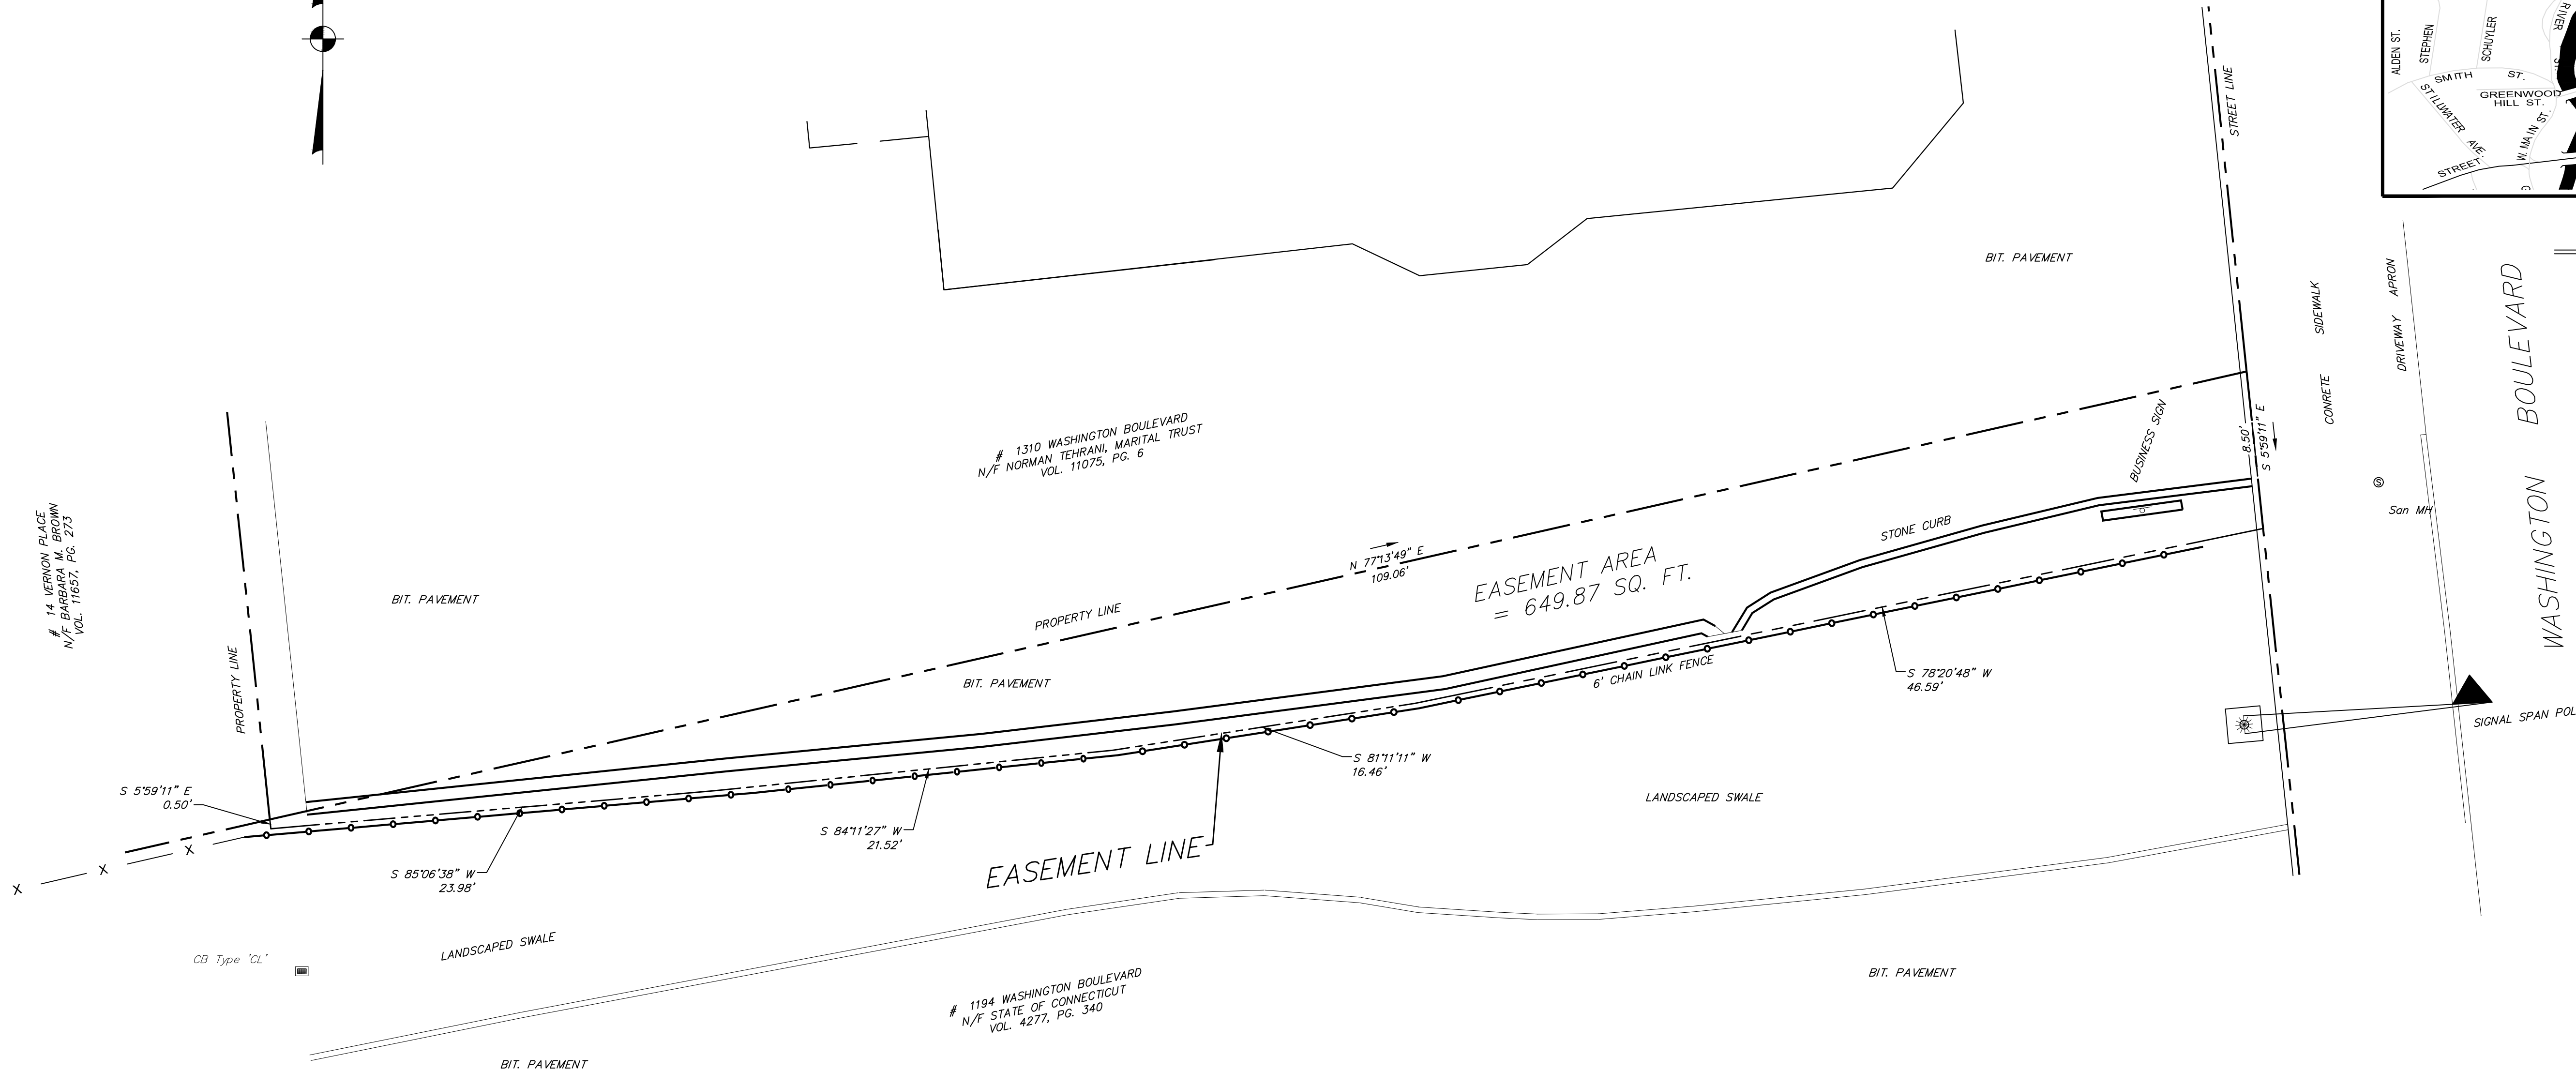 ALDEN ST.
STEPHEN
SCHUYLER
RIVER
ST.
SMITH ST.
GREENWOOD
HILL ST.
STILLWATER AVE.
W. MAIN ST.
STREET
STREET LINE
BIT. PAVEMENT
CONRETE SIDEWALK
DRIVEWAY APRON
WASHINGTON BOULEVARD
# 1310 WASHINGTON BOULEVARD
N/F NORMAN TEHRANI, MARITAL TRUST
VOL. 11075, PG. 6
BUSINESS SIGN
8.50'
S 5°59'11" E
S
San MH
# 14 VERNON PLACE
N/F BARBARA M. BROWN
VOL. 11657, PG. 273
BIT. PAVEMENT
PROPERTY LINE
N 77°13'49" E
109.06'
EASEMENT AREA
= 649.87 SQ. FT.
STONE CURB
PROPERTY LINE
BIT. PAVEMENT
6' CHAIN LINK FENCE
S 78°20'48" W
46.59'
SIGNAL SPAN POL
S 5°59'11" E
0.50'
S 81°11'11" W
16.46'
LANDSCAPED SWALE
S 84°11'27" W
21.52'
X
X
X
EASEMENT LINE
S 85°06'38" W
23.98'
LANDSCAPED SWALE
CB Type 'CL'
# 1194 WASHINGTON BOULEVARD
N/F STATE OF CONNECTICUT
VOL. 4277, PG. 340
BIT. PAVEMENT
BIT. PAVEMENT